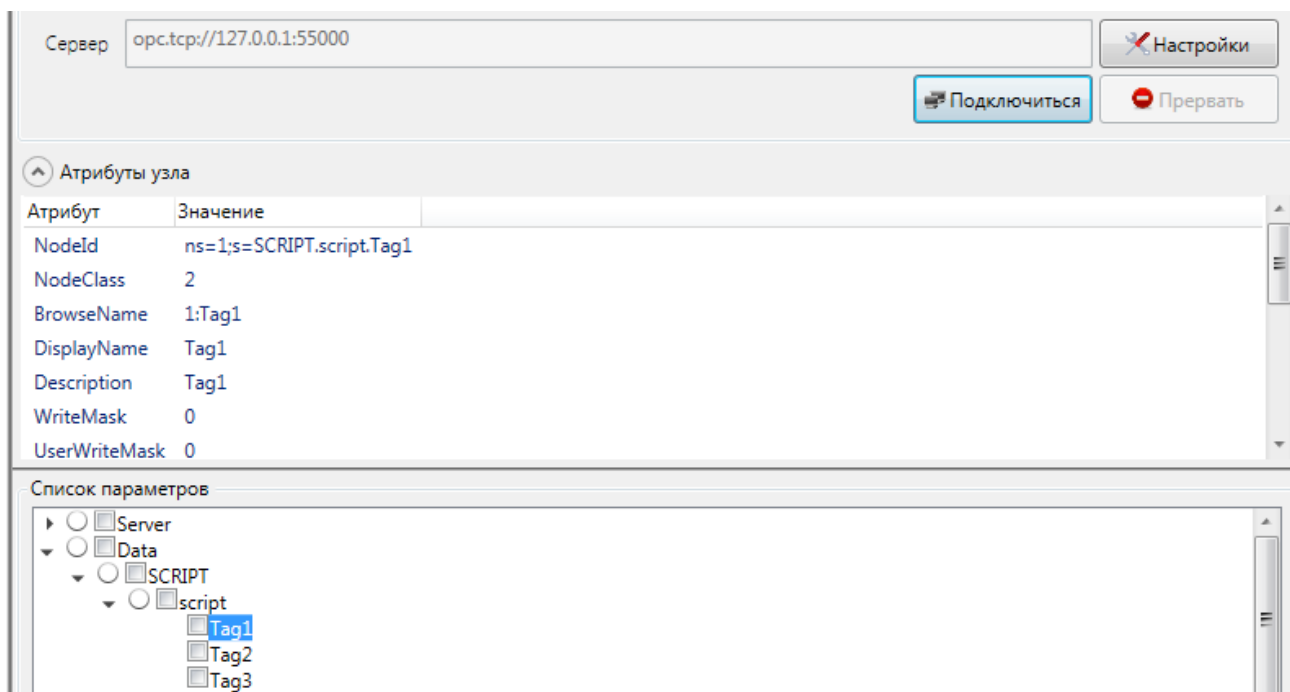 Сервер opc.tcp://127.0.0.1:55000 Настройки
Подключиться Прервать
Атрибуты узла
Атрибут Значение
NodeId ns=1;s=SCRIPT.script.Tag1
NodeClass 2
BrowseName 1:Tag1
DisplayName Tag1
Description Tag1
WriteMask 0
UserWriteMask 0
Список параметров
Server
Data
SCRIPT
script
Tag1
Tag2
Tag3